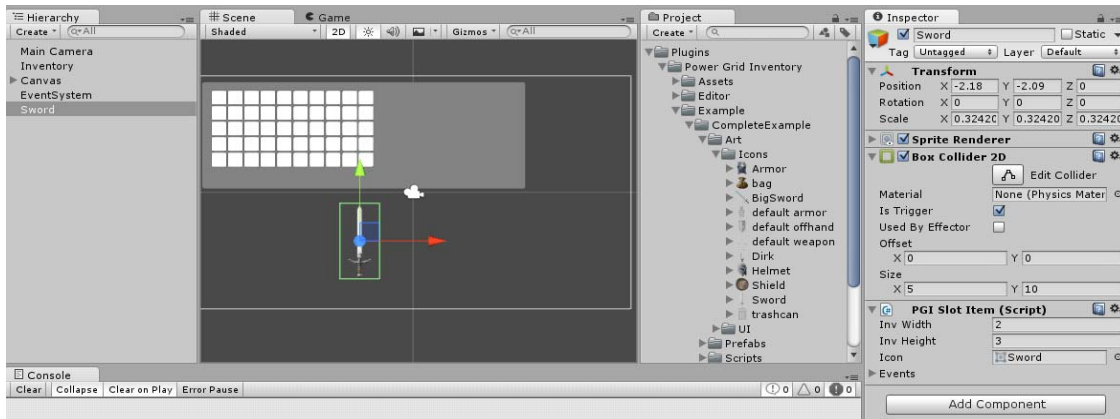 Hierarchy
Create
All
Main Camera
Inventory
Canvas
EventSystem
Sword
Scene
Game
Shaded
2D
Gizmos
All
Project
Create
Plugins
Power Grid Inventory
Assets
Editor
Example
CompleteExample
Art
Icons
Armor
bag
BigSword
default armor
default offhand
default weapon
Dirk
Helmet
Shield
Sword
trashcan
UI
Prefabs
Scripts
Inspector
Sword Static
Tag Untagged Layer Default
Transform
Position X -2.18 Y -2.09 Z 0
Rotation X 0 Y 0 Z 0
Scale X 0.32420 Y 0.32420 Z 0.32420
Sprite Renderer
Box Collider 2D
Edit Collider
Material None (Physics Mater
Is Trigger
Used By Effector
Offset
X 0 Y 0
Size
X 5 Y 10
PGI Slot Item (Script)
Inv Width 2
Inv Height 3
Icon Sword
Events
Add Component
Console
Clear Collapse Clear on Play Error Pause
0 0 0